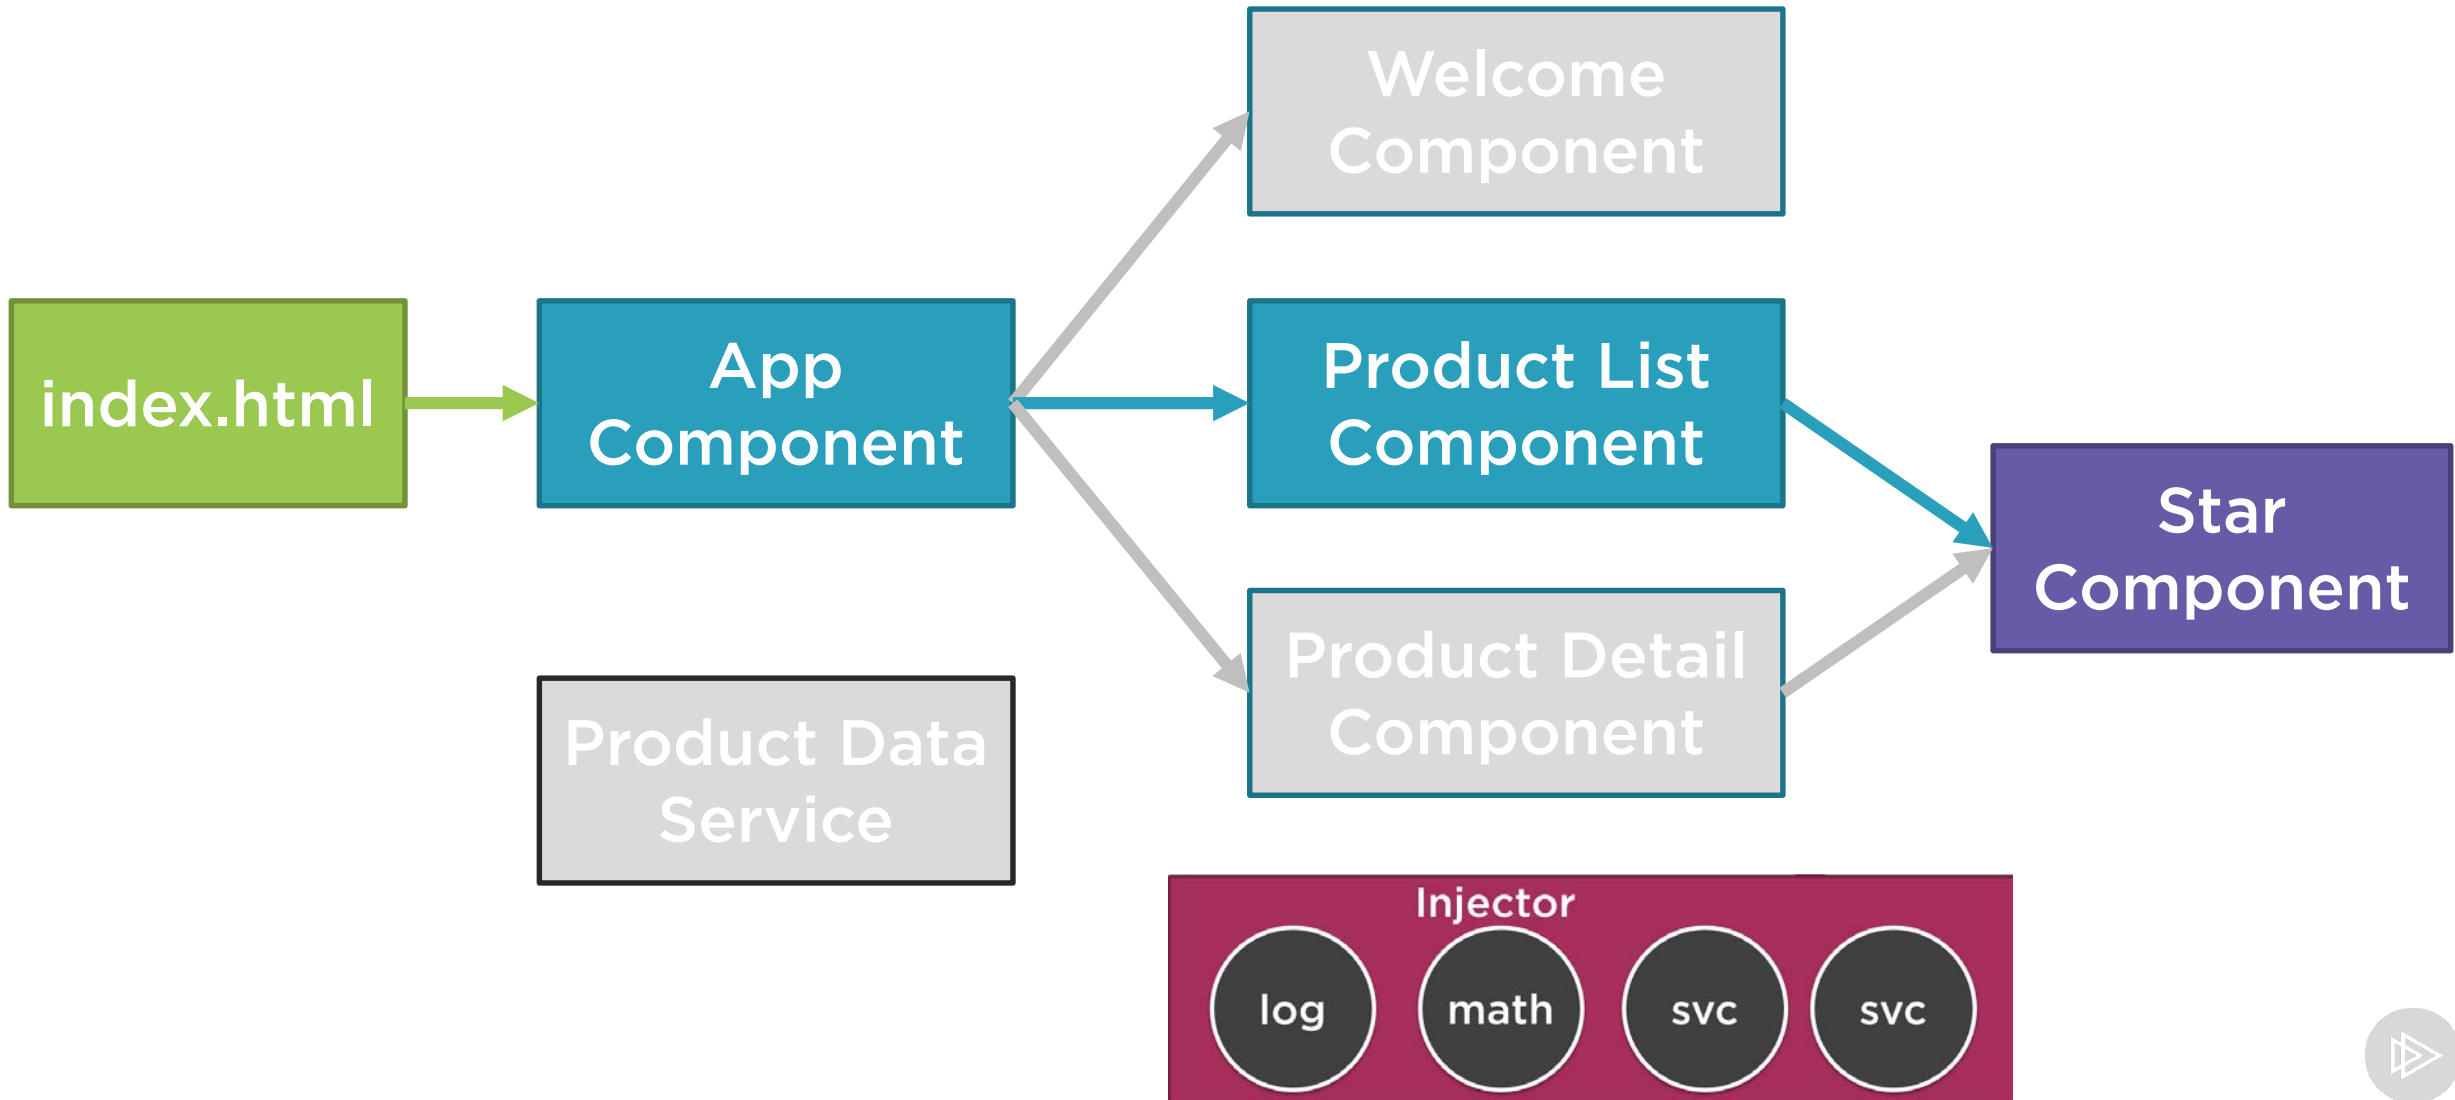 Welcome
Component
index.html
App
Component
Product List
Component
Star
Component
Product Detail
Component
Product Data
Service
Injector
log
math
svc
svc